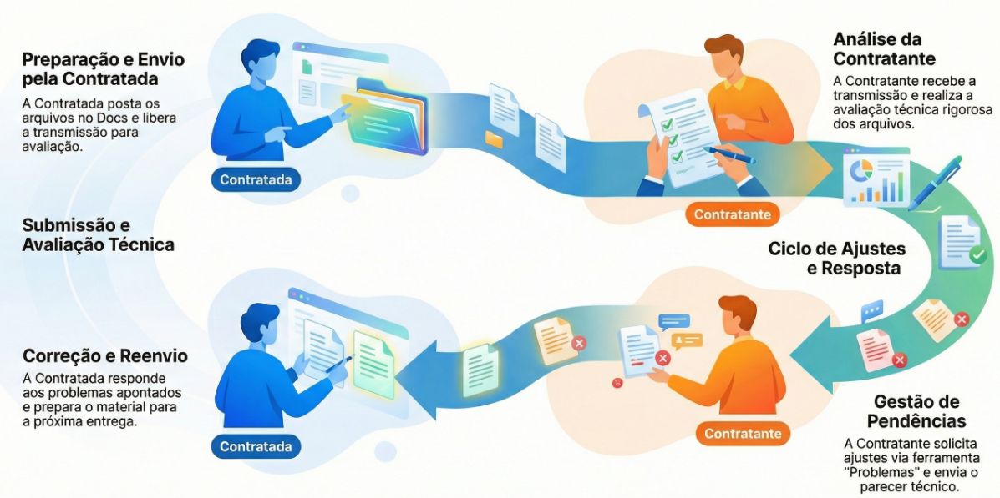 Preparação e Envio
pela Contratada
A Contratada posta os
arquivos no Docs e libera
a transmissão para
avaliação.
Contratada
Análise da
Contratante
A Contratante recebe a
transmissão e realiza a
avaliação técnica rigorosa
dos arquivos.
Contratante
Submissão e
Avaliação Técnica
Ciclo de Ajustes
e Resposta
Correção e Reenvio
A Contratada responde
aos problemas apontados
e prepara o material para
a próxima entrega.
Contratada
Contratante
Gestão de
Pendências
A Contratante solicita
ajustes via ferramenta
"Problemas" e envia o
parecer técnico.